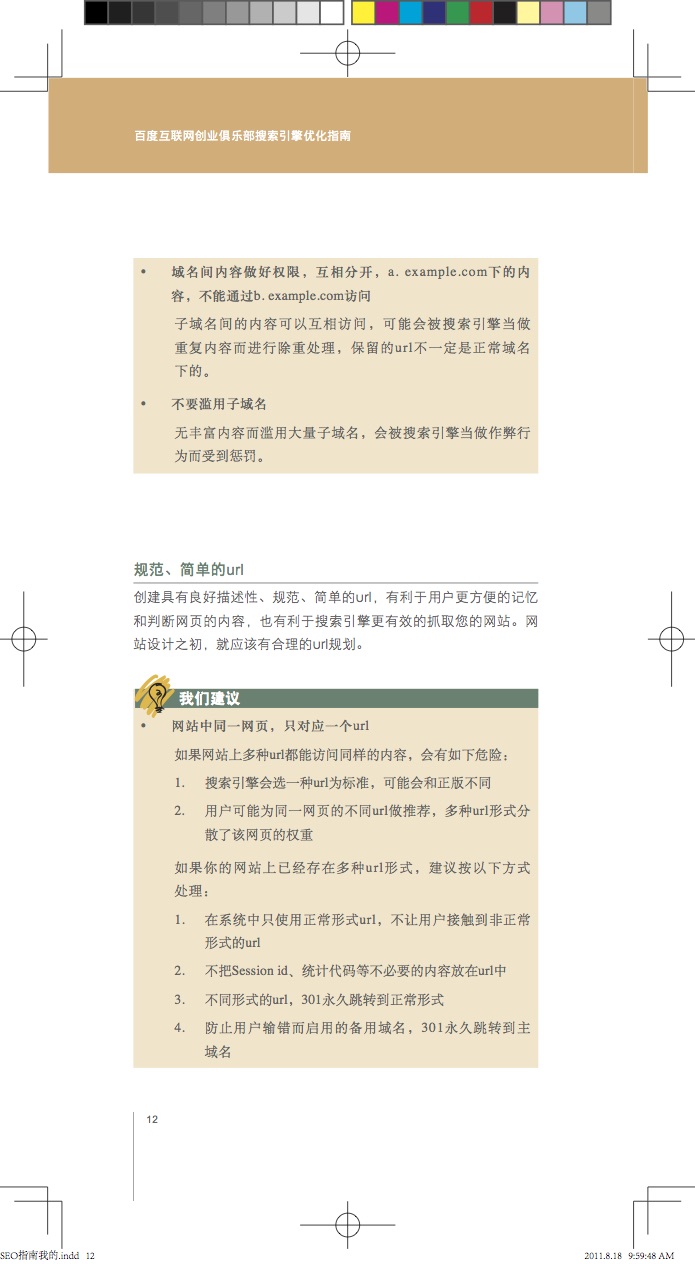 百度互联网创业俱乐部搜索引擎优化指南
• 域名间内容做好权限，互相分开，a. example.com下的内
容，不能通过b. example.com访问
子域名间的内容可以互相访问，可能会被搜索引擎当做
重复内容而进行除重处理，保留的url不一定是正常域名
下的。
• 不要滥用子域名
无丰富内容而滥用大量子域名，会被搜索引擎当做作弊行
为而受到惩罚。
规范、简单的url
创建具有良好描述性、规范、简单的url，有利于用户更方便的记忆
和判断网页的内容，也有利于搜索引擎更有效的抓取您的网站。网
站设计之初，就应该有合理的url规划。
我们建议
• 网站中同一网页，只对应一个url
如果网站上多种url都能访问同样的内容，会有如下危险：
1. 搜索引擎会选一种url为标准，可能会和正版不同
2. 用户可能为同一网页的不同url做推荐，多种url形式分
散了该网页的权重
如果你的网站上已经存在多种url形式，建议按以下方式
处理：
1. 在系统中只使用正常形式url，不让用户接触到非正常
形式的url
2. 不把Session id、统计代码等不必要的内容放在url中
3. 不同形式的url，301永久跳转到正常形式
4. 防止用户输错而启用的备用域名，301永久跳转到主
域名
12
SEO指南我的.indd 12
2011.8.18 9:59:48 AM